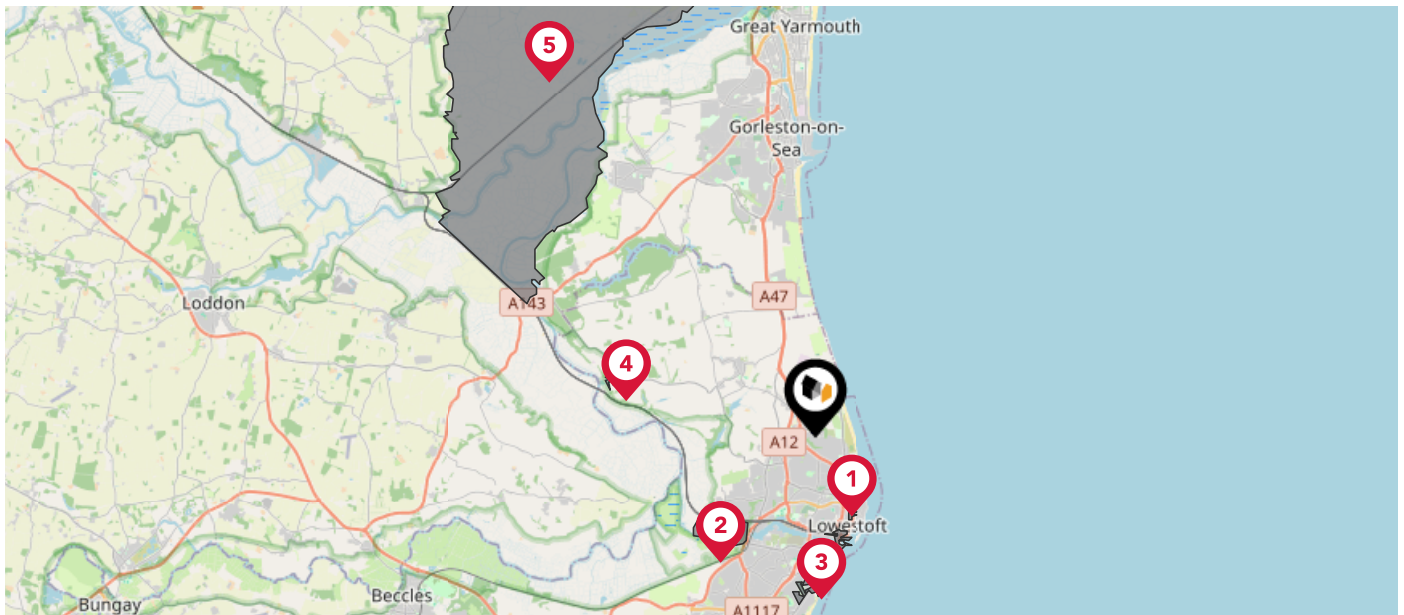 5
Great Yarmouth
Gorleston-on-
Sea
A47
Loddon
A143
4
A12
1
2
Lowestoft
3
Beccles
Bungay
A1117